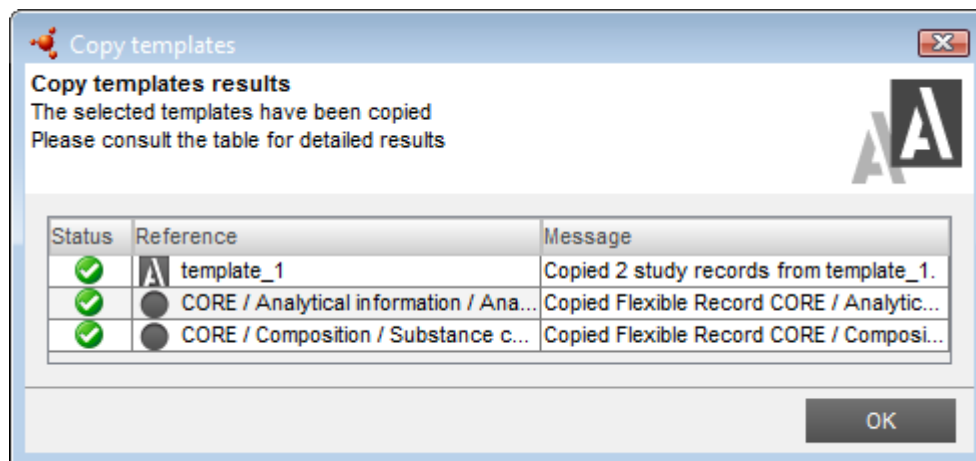 Copy templates
Copy templates results
The selected templates have been copied
Please consult the table for detailed results
Status Reference Message
template_1 Copied 2 study records from template_1.
CORE / Analytical information / Ana... Copied Flexible Record CORE / Analytic...
CORE / Composition / Substance c... Copied Flexible Record CORE / Composi...
OK